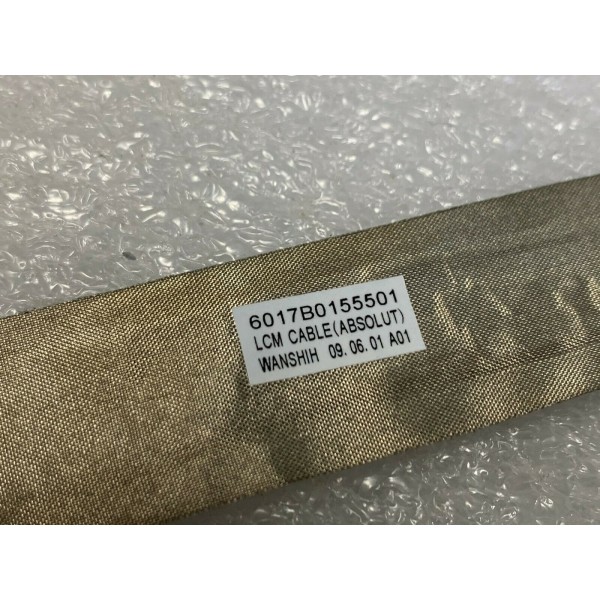 6017B0155501
LCM CABLE(ABSOLUT)
WANSHIH 09.06.01 A01